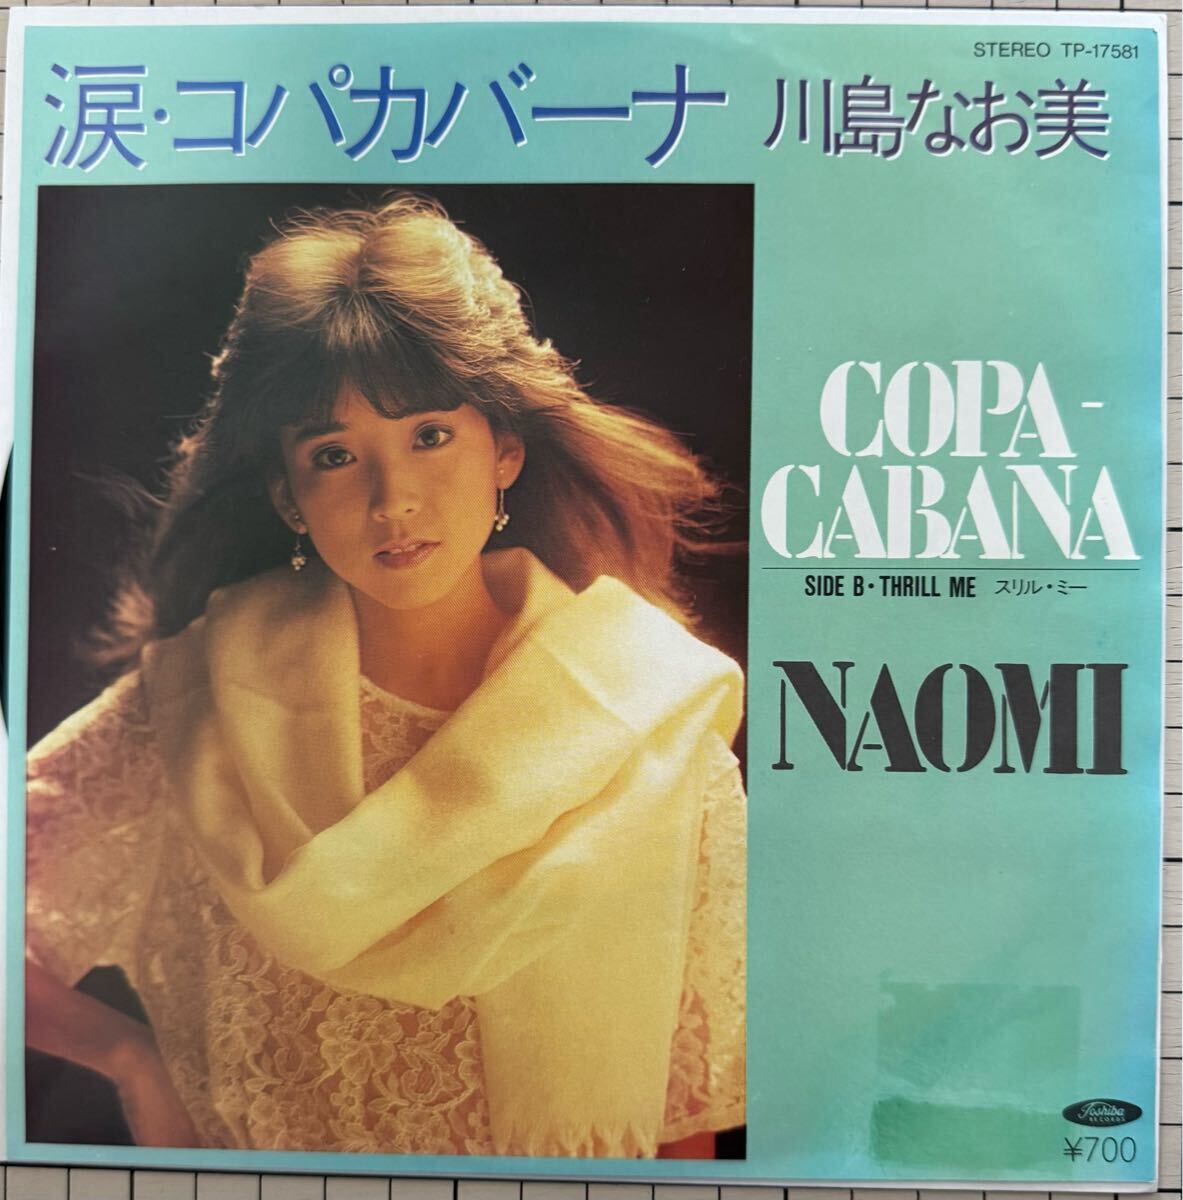 STEREO TP-17581
涙・コパカバーナ 川島なお美
COPA-
CABANA
SIDE B・THRILL ME スリル・ミー
NAOMI
Toshiba
RECORDS
¥700